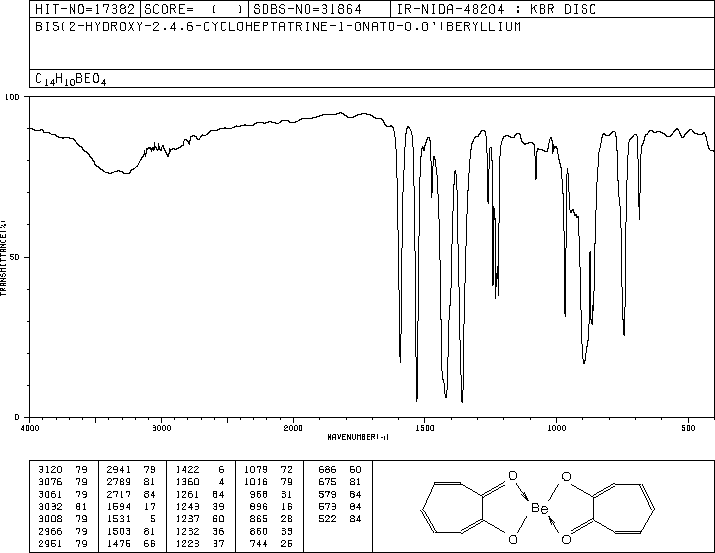 HIT-NO=17382 SCORE= ( ) SDBS-NO=31864 IR-NIDA-48204 : KBR DISC
BIS(2-HYDROXY-2.4.6-CYCLOHEPTATRINE-1-ONATO-O.O')BERYLLIUM
C14H10BEO4
100
50
0
TRANSMITTANCE(%)
4000 3000 2000 1500 1000 500
WAVENUMBER(-1)
3120 79 2941 79 1422 6 1079 72 686 60
3076 79 2789 81 1360 4 1016 79 675 81
3061 79 2717 84 1261 64 968 31 579 84
3032 81 1594 17 1243 39 896 16 573 84
3008 79 1531 5 1237 60 865 28 522 84
2966 79 1503 81 1232 36 860 39
2951 79 1476 66 1223 37 744 25
O O
Be
O O